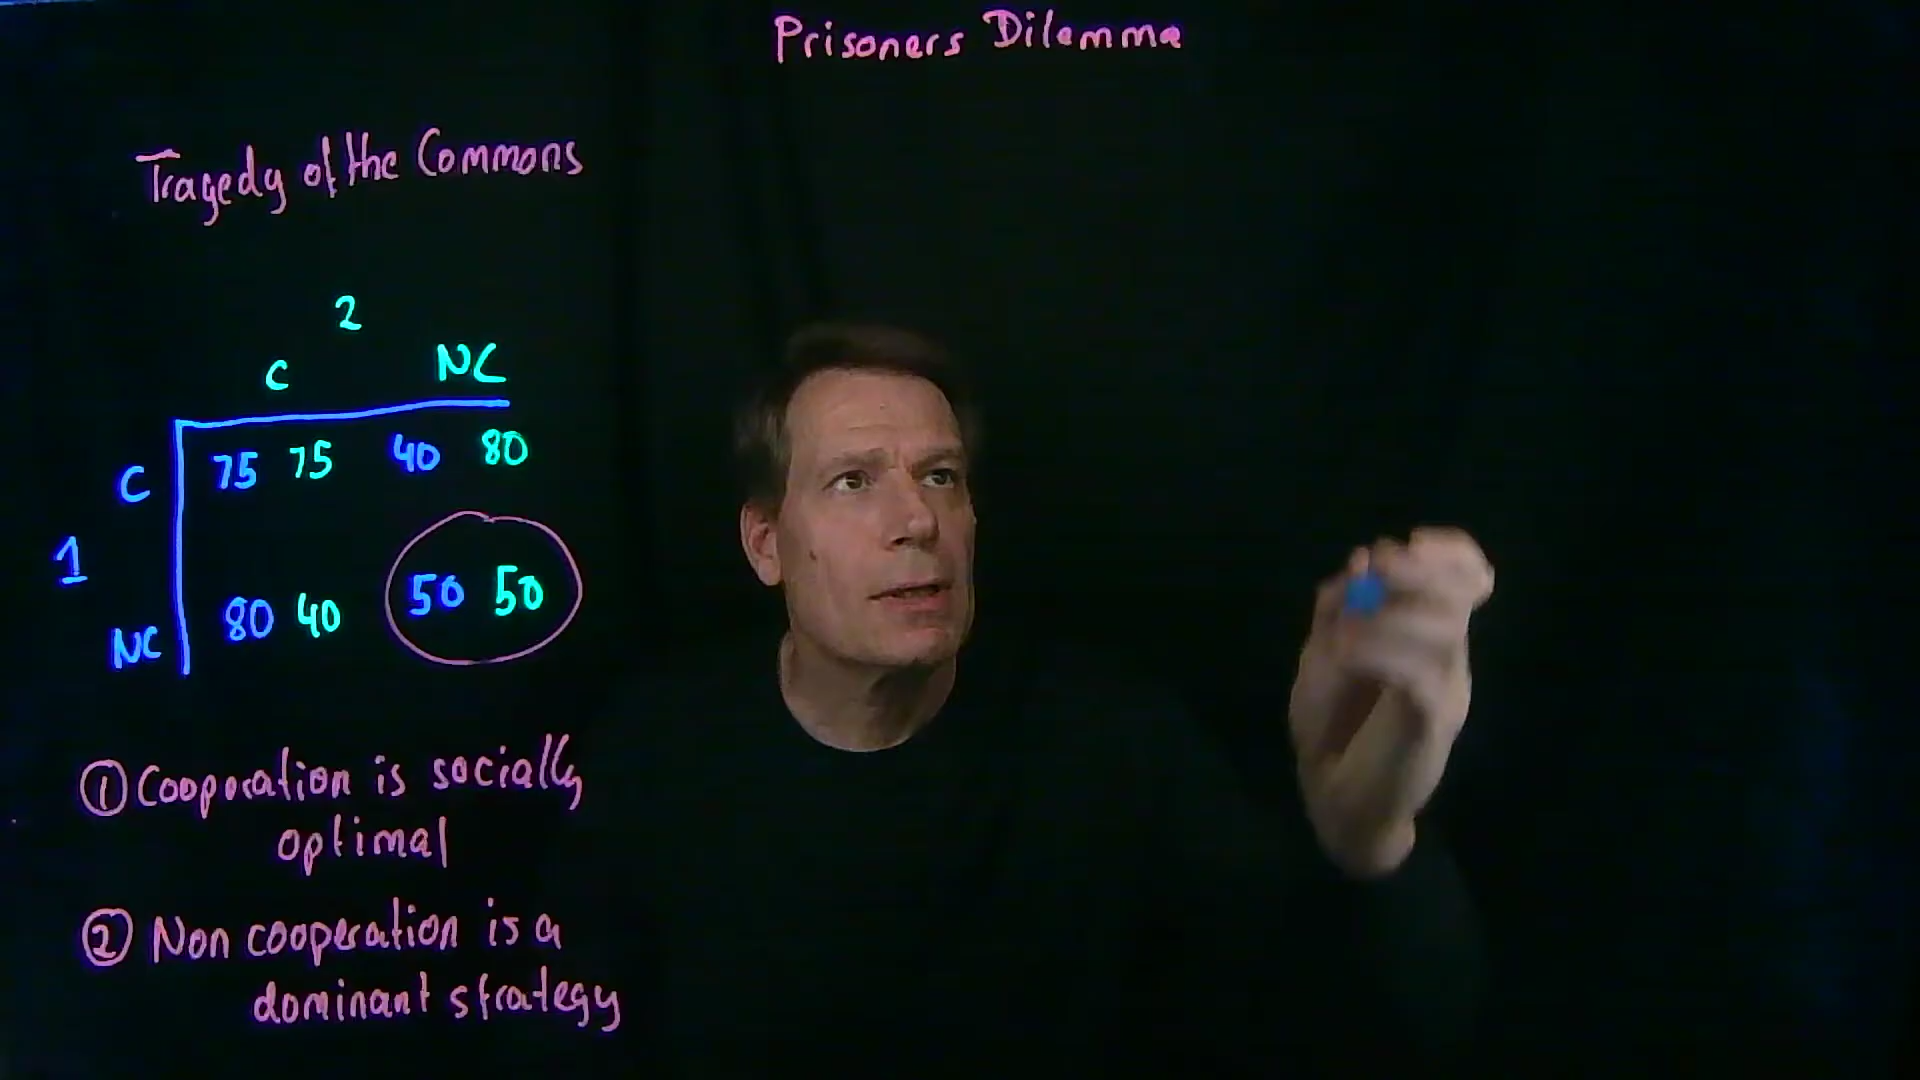 Prisoners Dilemma
Tragedy of the Commons
2
C NC
C 75 75 40 80
1
NC 80 40 50 50
① Cooperation is socially
optimal
② Non cooperation is a
dominant strategy